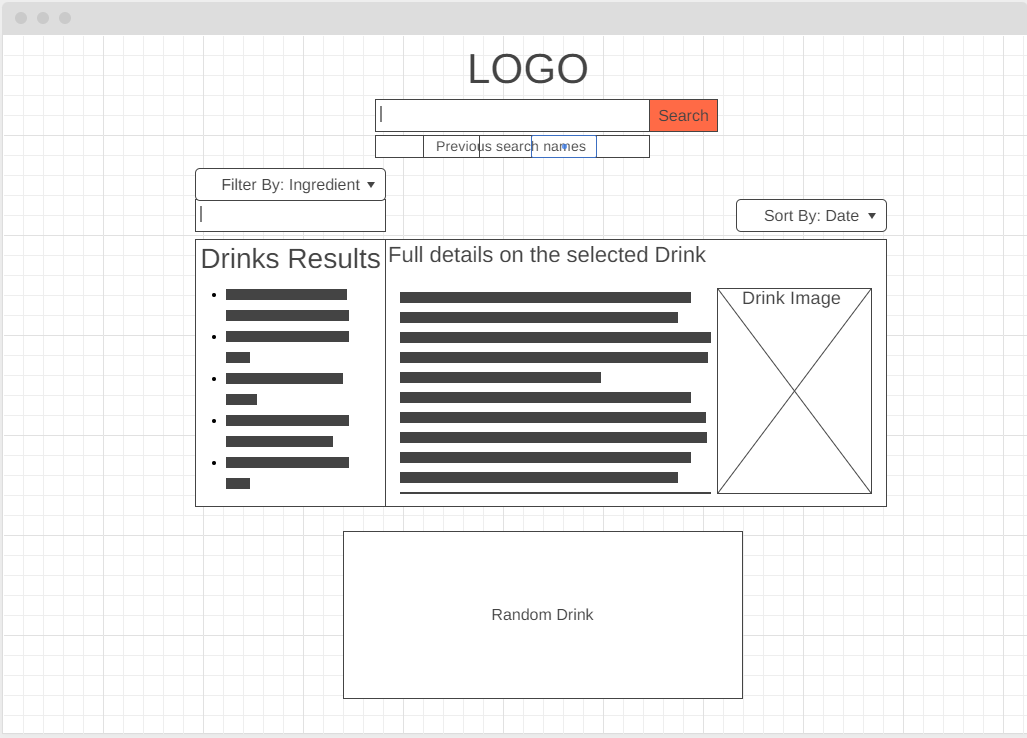 LOGO
Search
Previous search names
Filter By: Ingredient
Sort By: Date
Drinks Results
Full details on the selected Drink
Drink Image
Random Drink